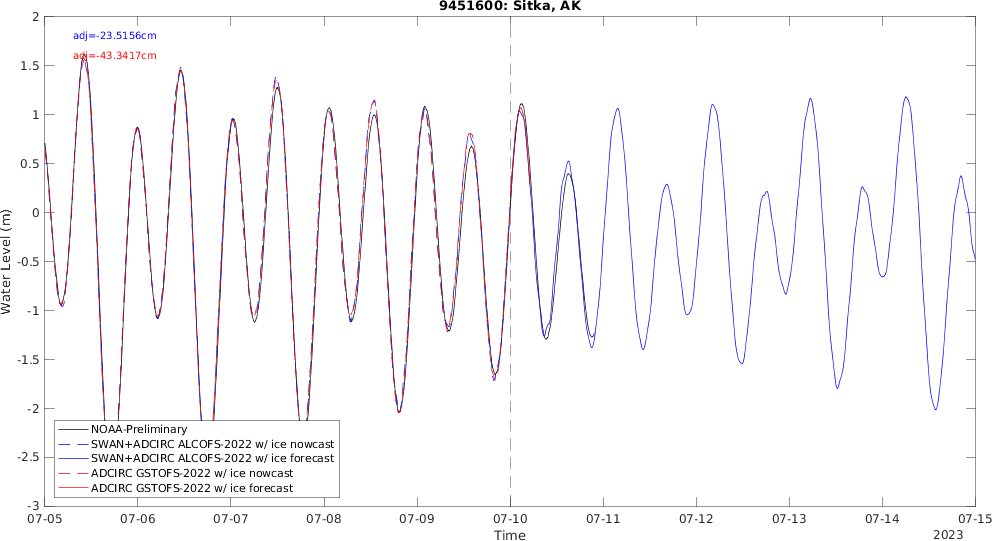 9451600: Sitka, AK
adj=-23.5156cm
adj=-43.3417cm
2
1.5
1
0.5
0
-0.5
-1
-1.5
-2
-2.5
-3
Water Level (m)
NOAA-Preliminary
SWAN+ADCIRC ALCOFS-2022 w/ ice nowcast
SWAN+ADCIRC ALCOFS-2022 w/ ice forecast
ADCIRC GSTOFS-2022 w/ ice nowcast
ADCIRC GSTOFS-2022 w/ ice forecast
07-05 07-06 07-07 07-08 07-09 07-10 07-11 07-12 07-13 07-14 07-15
Time
2023